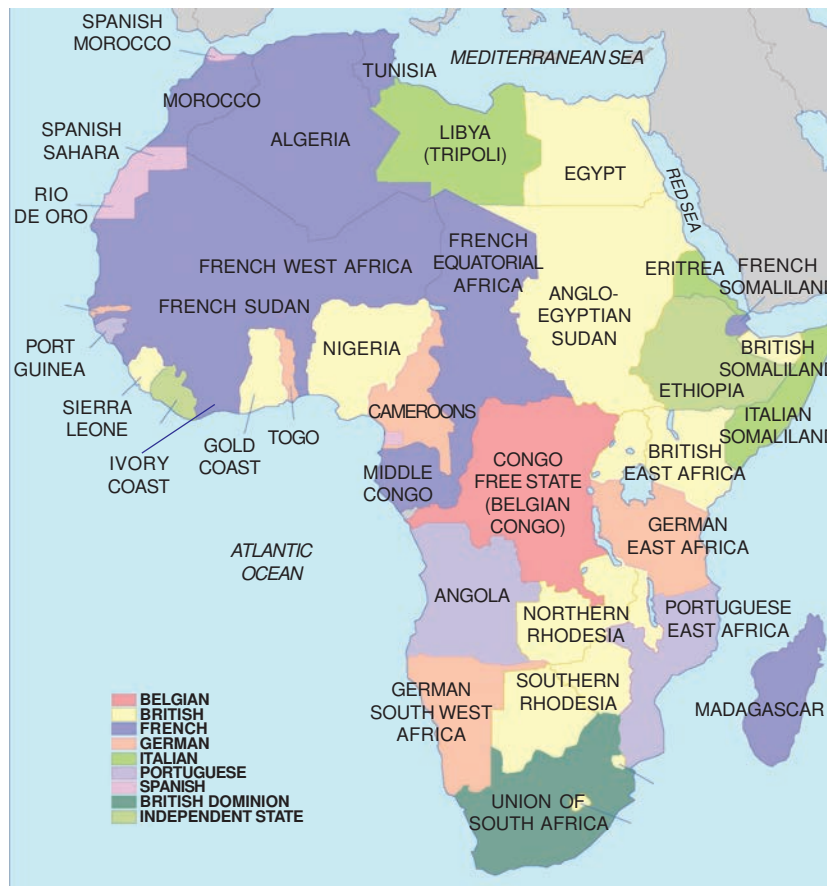 SPANISH
MOROCCO
MEDITERRANEAN SEA
TUNISIA
MOROCCO
ALGERIA
LIBYA
(TRIPOLI)
SPANISH
SAHARA
EGYPT
RIO
DE ORO
RED SEA
FRENCH
EQUATORIAL
AFRICA
FRENCH WEST AFRICA
FRENCH SUDAN
ERITREA
FRENCH
SOMALILAND
ANGLO-
EGYPTIAN
SUDAN
PORT
GUINEA
NIGERIA
BRITISH
SOMALILAND
ETHIOPIA
SIERRA
LEONE
CAMEROONS
ITALIAN
SOMALILAND
IVORY
COAST
GOLD
COAST
TOGO
BRITISH
EAST AFRICA
MIDDLE
CONGO
CONGO
FREE STATE
(BELGIAN
CONGO)
GERMAN
EAST AFRICA
ATLANTIC
OCEAN
ANGOLA
NORTHERN
RHODESIA
PORTUGUESE
EAST AFRICA
GERMAN
SOUTH WEST
AFRICA
SOUTHERN
RHODESIA
MADAGASCAR
UNION OF
SOUTH AFRICA
BELGIAN
BRITISH
FRENCH
GERMAN
ITALIAN
PORTUGUESE
SPANISH
BRITISH DOMINION
INDEPENDENT STATE